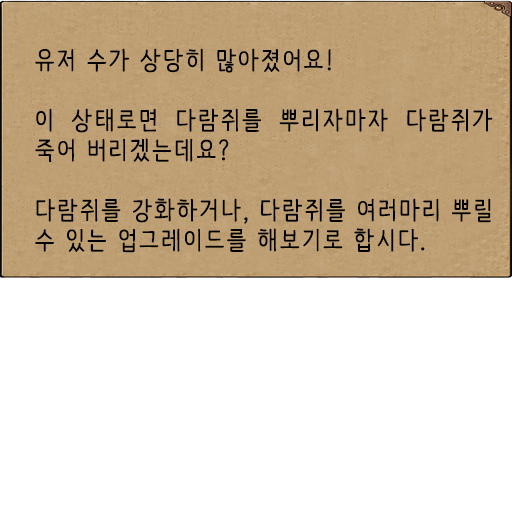 유저 수가 상당히 많아졌어요!
이 상태로면 다람쥐를 뿌리자마자 다람쥐가
죽어 버리겠는데요?
다람쥐를 강화하거나, 다람쥐를 여러마리 뿌릴
수 있는 업그레이드를 해보기로 합시다.